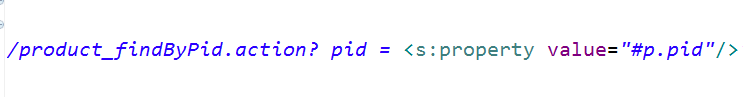 /product_findByPid.action? pid = <s:property value="#p.pid"/>